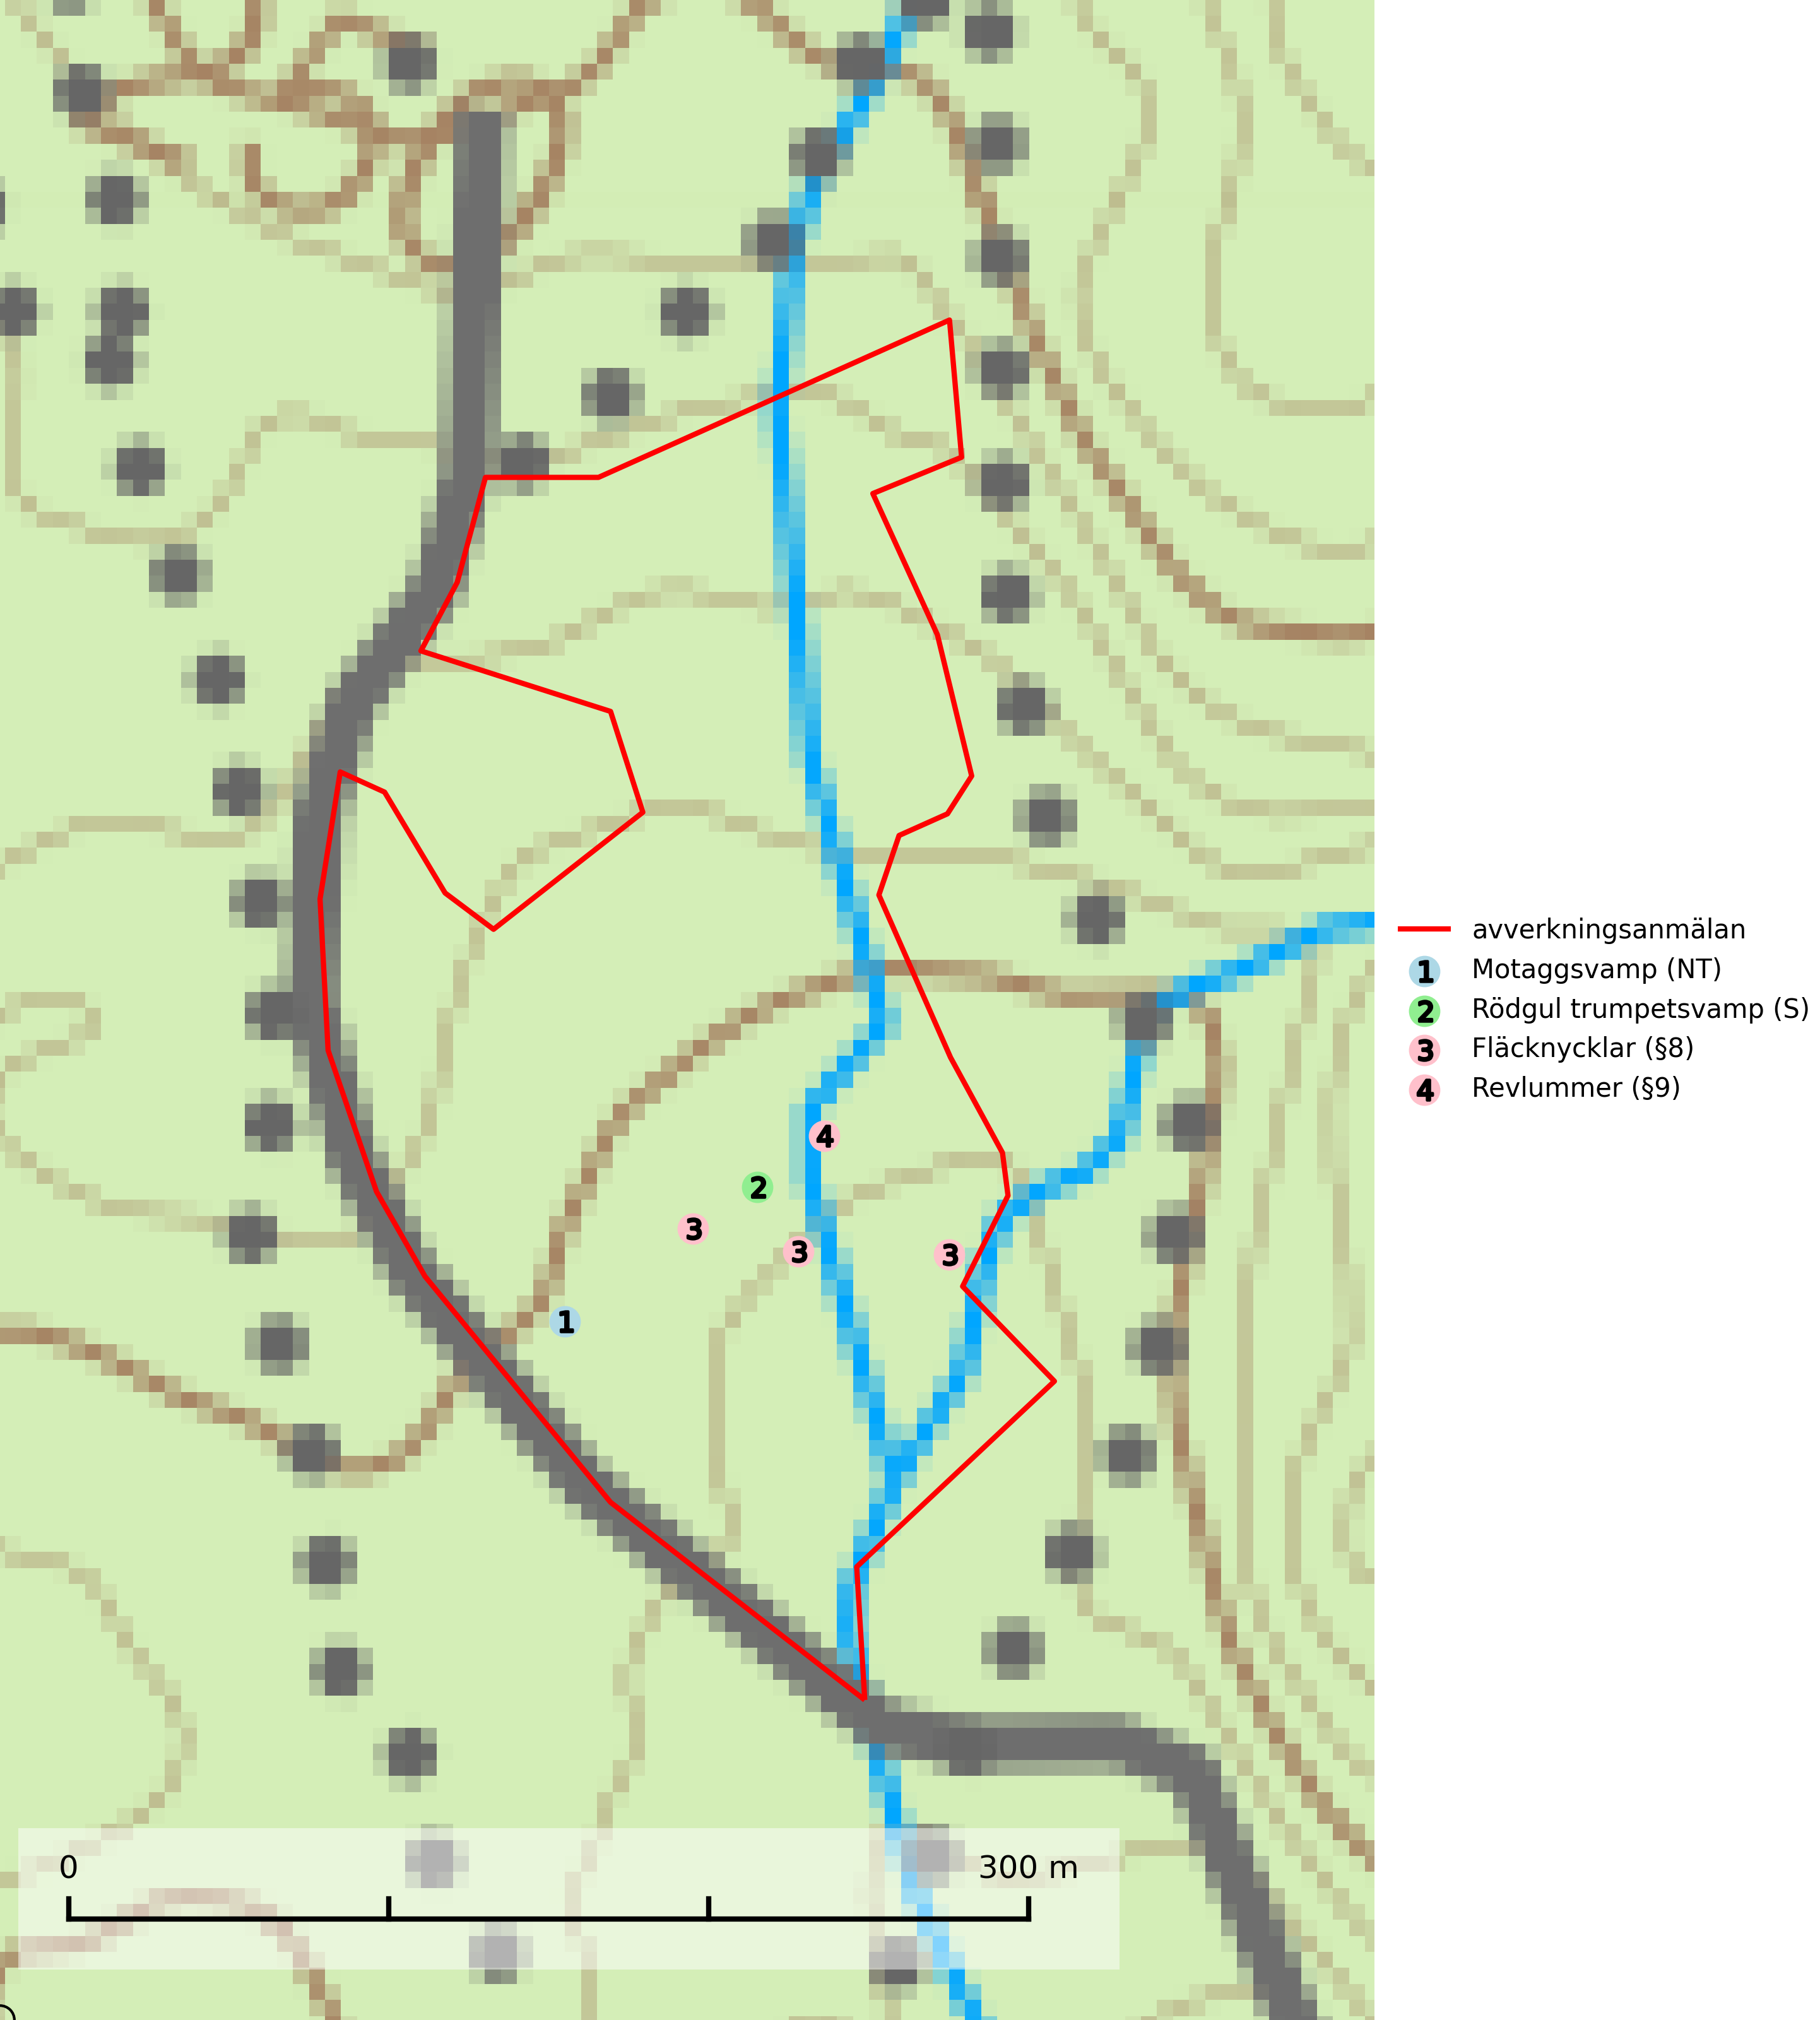 4
2
3
3
3
1
avverkningsanmälan
1 Motaggsvamp (NT)
2 Rödgul trumpetsvamp (S)
3 Fläcknycklar (§8)
4 Revlummer (§9)
0 300 m